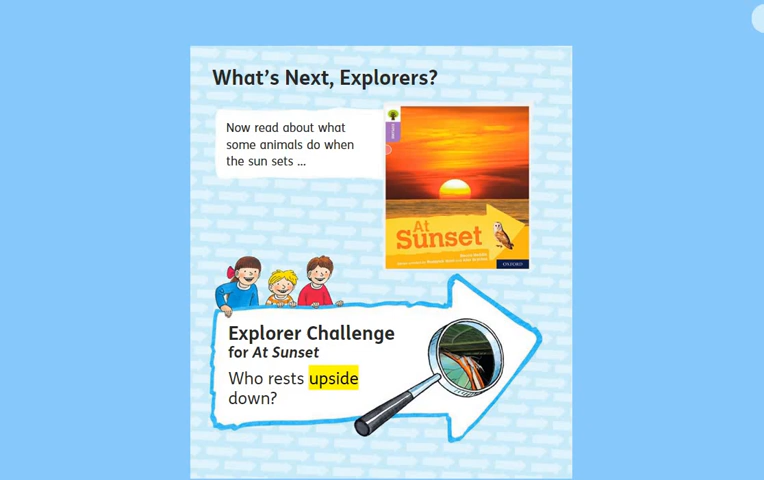 What's Next, Explorers?
Now read about what
some animals do when
the sun sets ...
At
Sunset
OXFORD
Explorer Challenge
for At Sunset
Who rests upside
down?